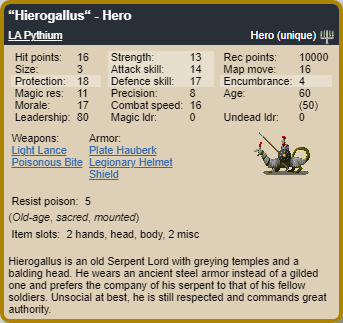 "Hierogallus" - Hero
LA Pythium Hero (unique)
Hit points: 16 Strength: 13 Rec points: 10000
Size: 3 Attack skill: 14 Map move: 16
Protection: 18 Defence skill: 17 Encumbrance: 4
Magic res: 11 Precision: 8 Age: 60
Morale: 17 Combat speed: 16 (50)
Leadership: 80 Magic ldr: 0 Undead ldr: 0
Weapons: Armor:
Light Lance Plate Hauberk
Poisonous Bite Legionary Helmet
Shield
Resist poison: 5
(Old-age, sacred, mounted)
Item slots: 2 hands, head, body, 2 misc
Hierogallus is an old Serpent Lord with greying temples and a
balding head. He wears an ancient steel armor instead of a gilded
one and prefers the company of his serpent to that of his fellow
soldiers. Unsocial at best, he is still respected and commands great
authority.